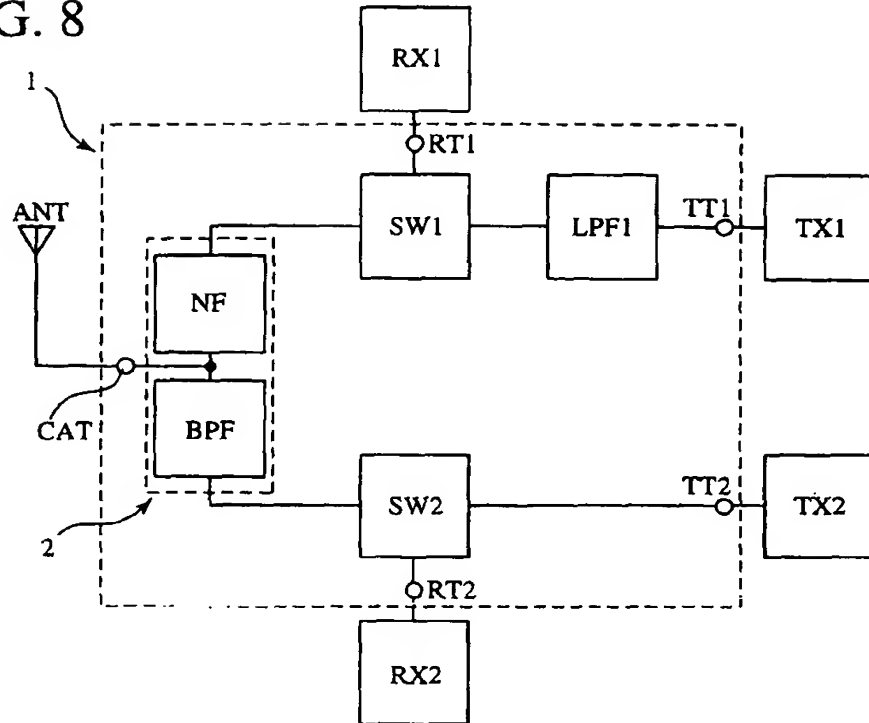 G. 8
RX1
1
RT1
ANT
SW1
LPF1
TT1
TX1
NF
CAT
BPF
SW2
TT2
TX2
2
RT2
RX2